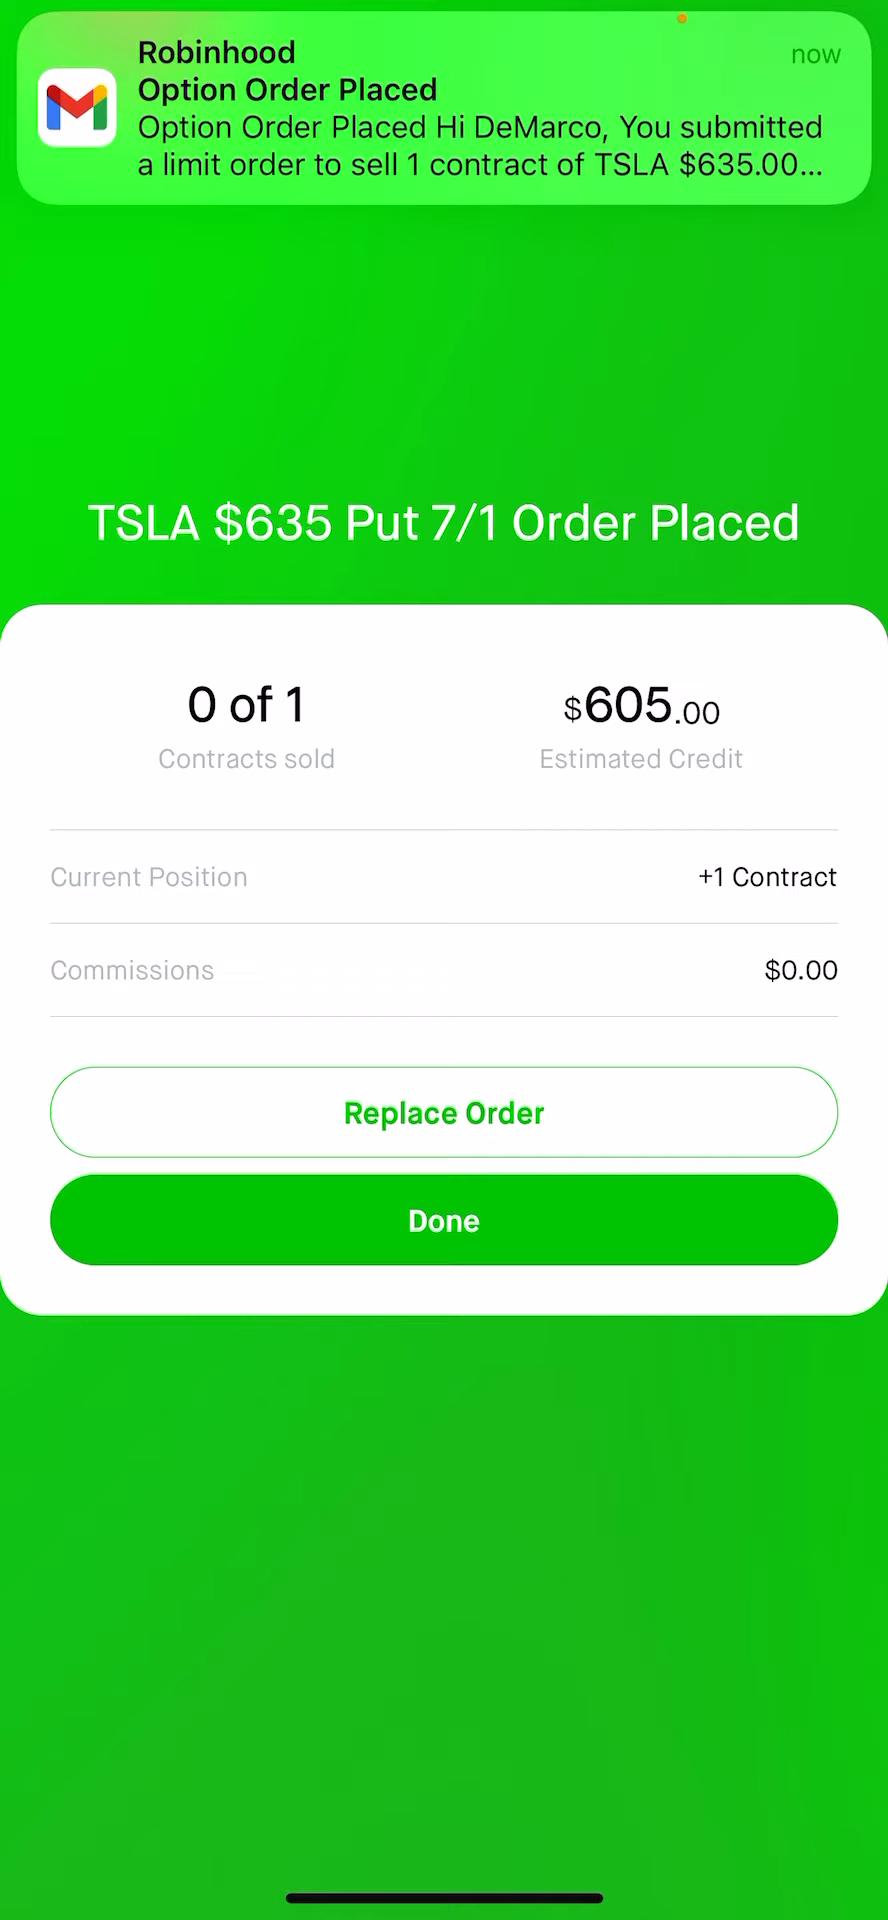 Robinhood
now
Option Order Placed
Option Order Placed Hi DeMarco, You submitted
a limit order to sell 1 contract of TSLA $635.00...
TSLA $635 Put 7/1 Order Placed
0 of 1
$605.00
Contracts sold
Estimated Credit
Current Position
+1 Contract
Commissions
$0.00
Replace Order
Done